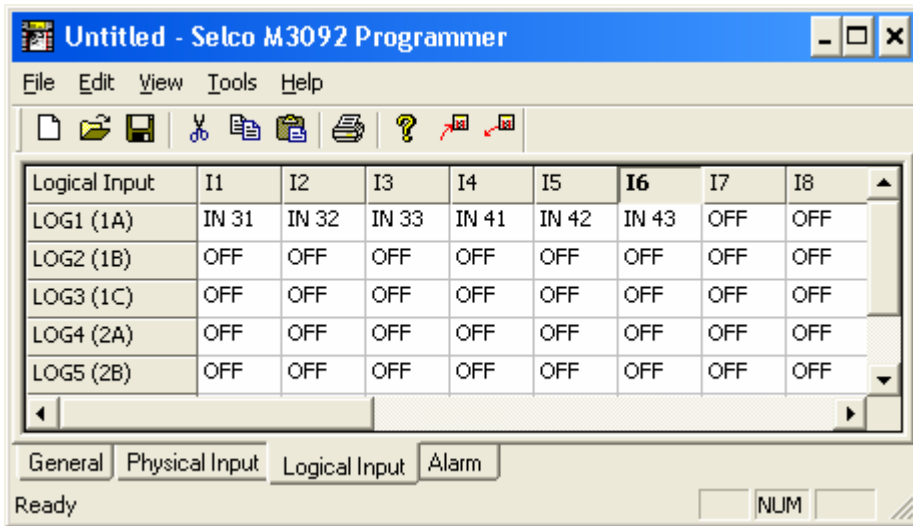 Untitled - Selco M3092 Programmer
File Edit View Tools Help
Logical Input I1 I2 I3 I4 I5 I6 I7 I8
LOG1 (1A) IN 31 IN 32 IN 33 IN 41 IN 42 IN 43 OFF OFF
LOG2 (1B) OFF OFF OFF OFF OFF OFF OFF OFF
LOG3 (1C) OFF OFF OFF OFF OFF OFF OFF OFF
LOG4 (2A) OFF OFF OFF OFF OFF OFF OFF OFF
LOG5 (2B) OFF OFF OFF OFF OFF OFF OFF OFF
General Physical Input Logical Input Alarm
Ready NUM